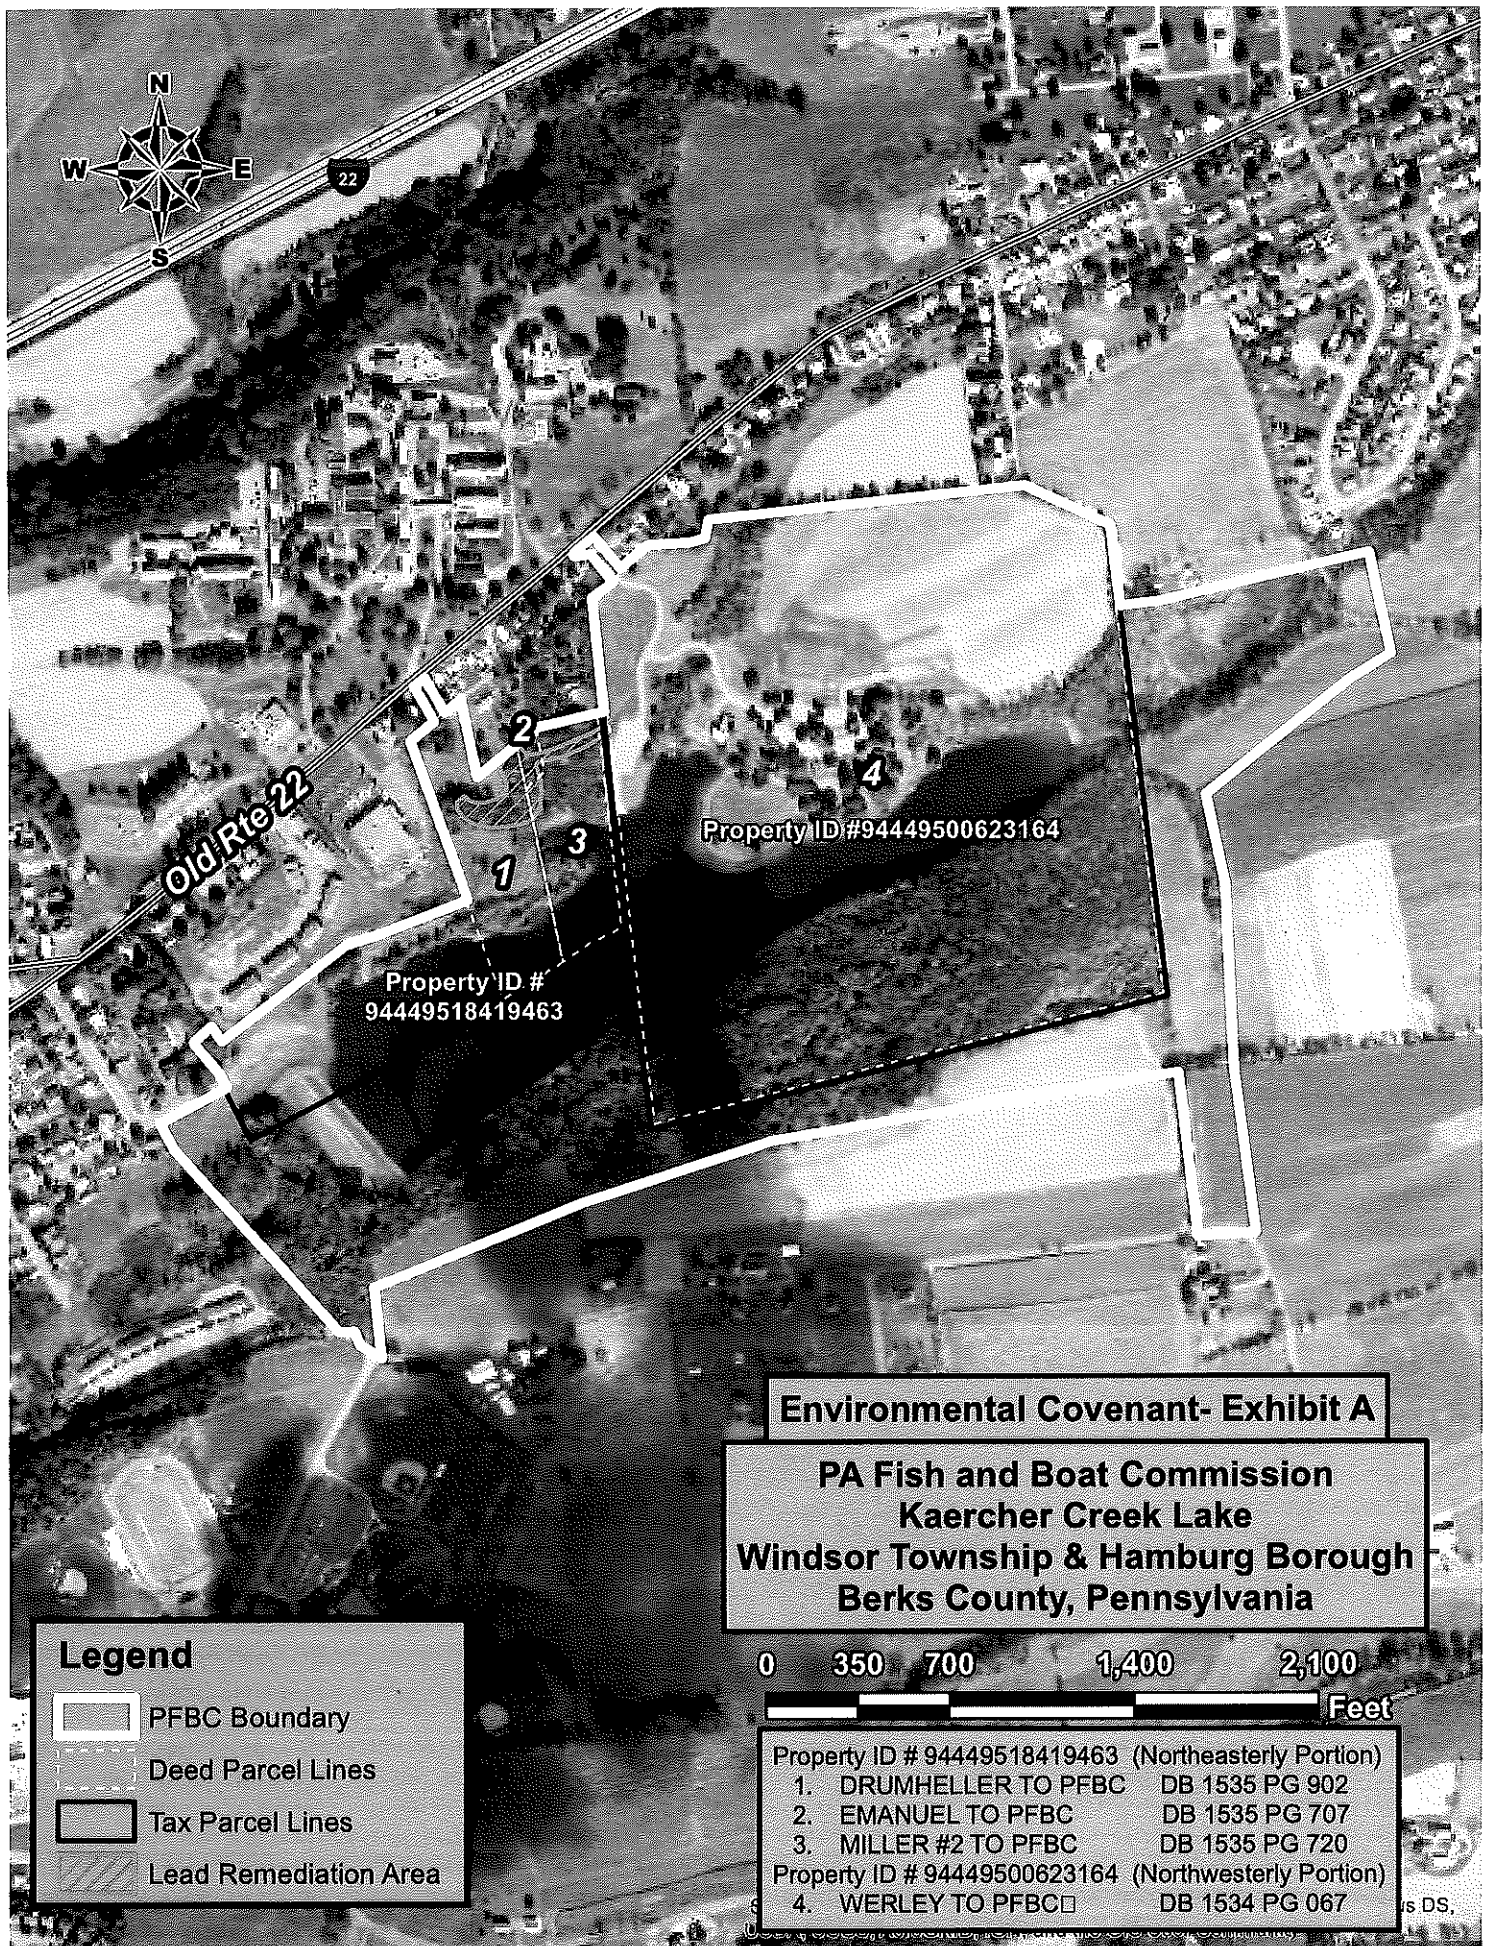 N
W E
S
22
2
4
Property ID #94449500623164
Old Rte 22
3
1
Property ID #
94449518419463
Environmental Covenant- Exhibit A
PA Fish and Boat Commission
Kaercher Creek Lake
Windsor Township & Hamburg Borough
Berks County, Pennsylvania
0 350 700 1,400 2,100
Feet
Legend
PFBC Boundary
Deed Parcel Lines
Tax Parcel Lines
Lead Remediation Area
Property ID # 94449518419463 (Northeasterly Portion)
1. DRUMHELLER TO PFBC DB 1535 PG 902
2. EMANUEL TO PFBC DB 1535 PG 707
3. MILLER #2 TO PFBC DB 1535 PG 720
Property ID # 94449500623164 (Northwesterly Portion)
4. WERLEY TO PFBC□ DB 1534 PG 067
DS,